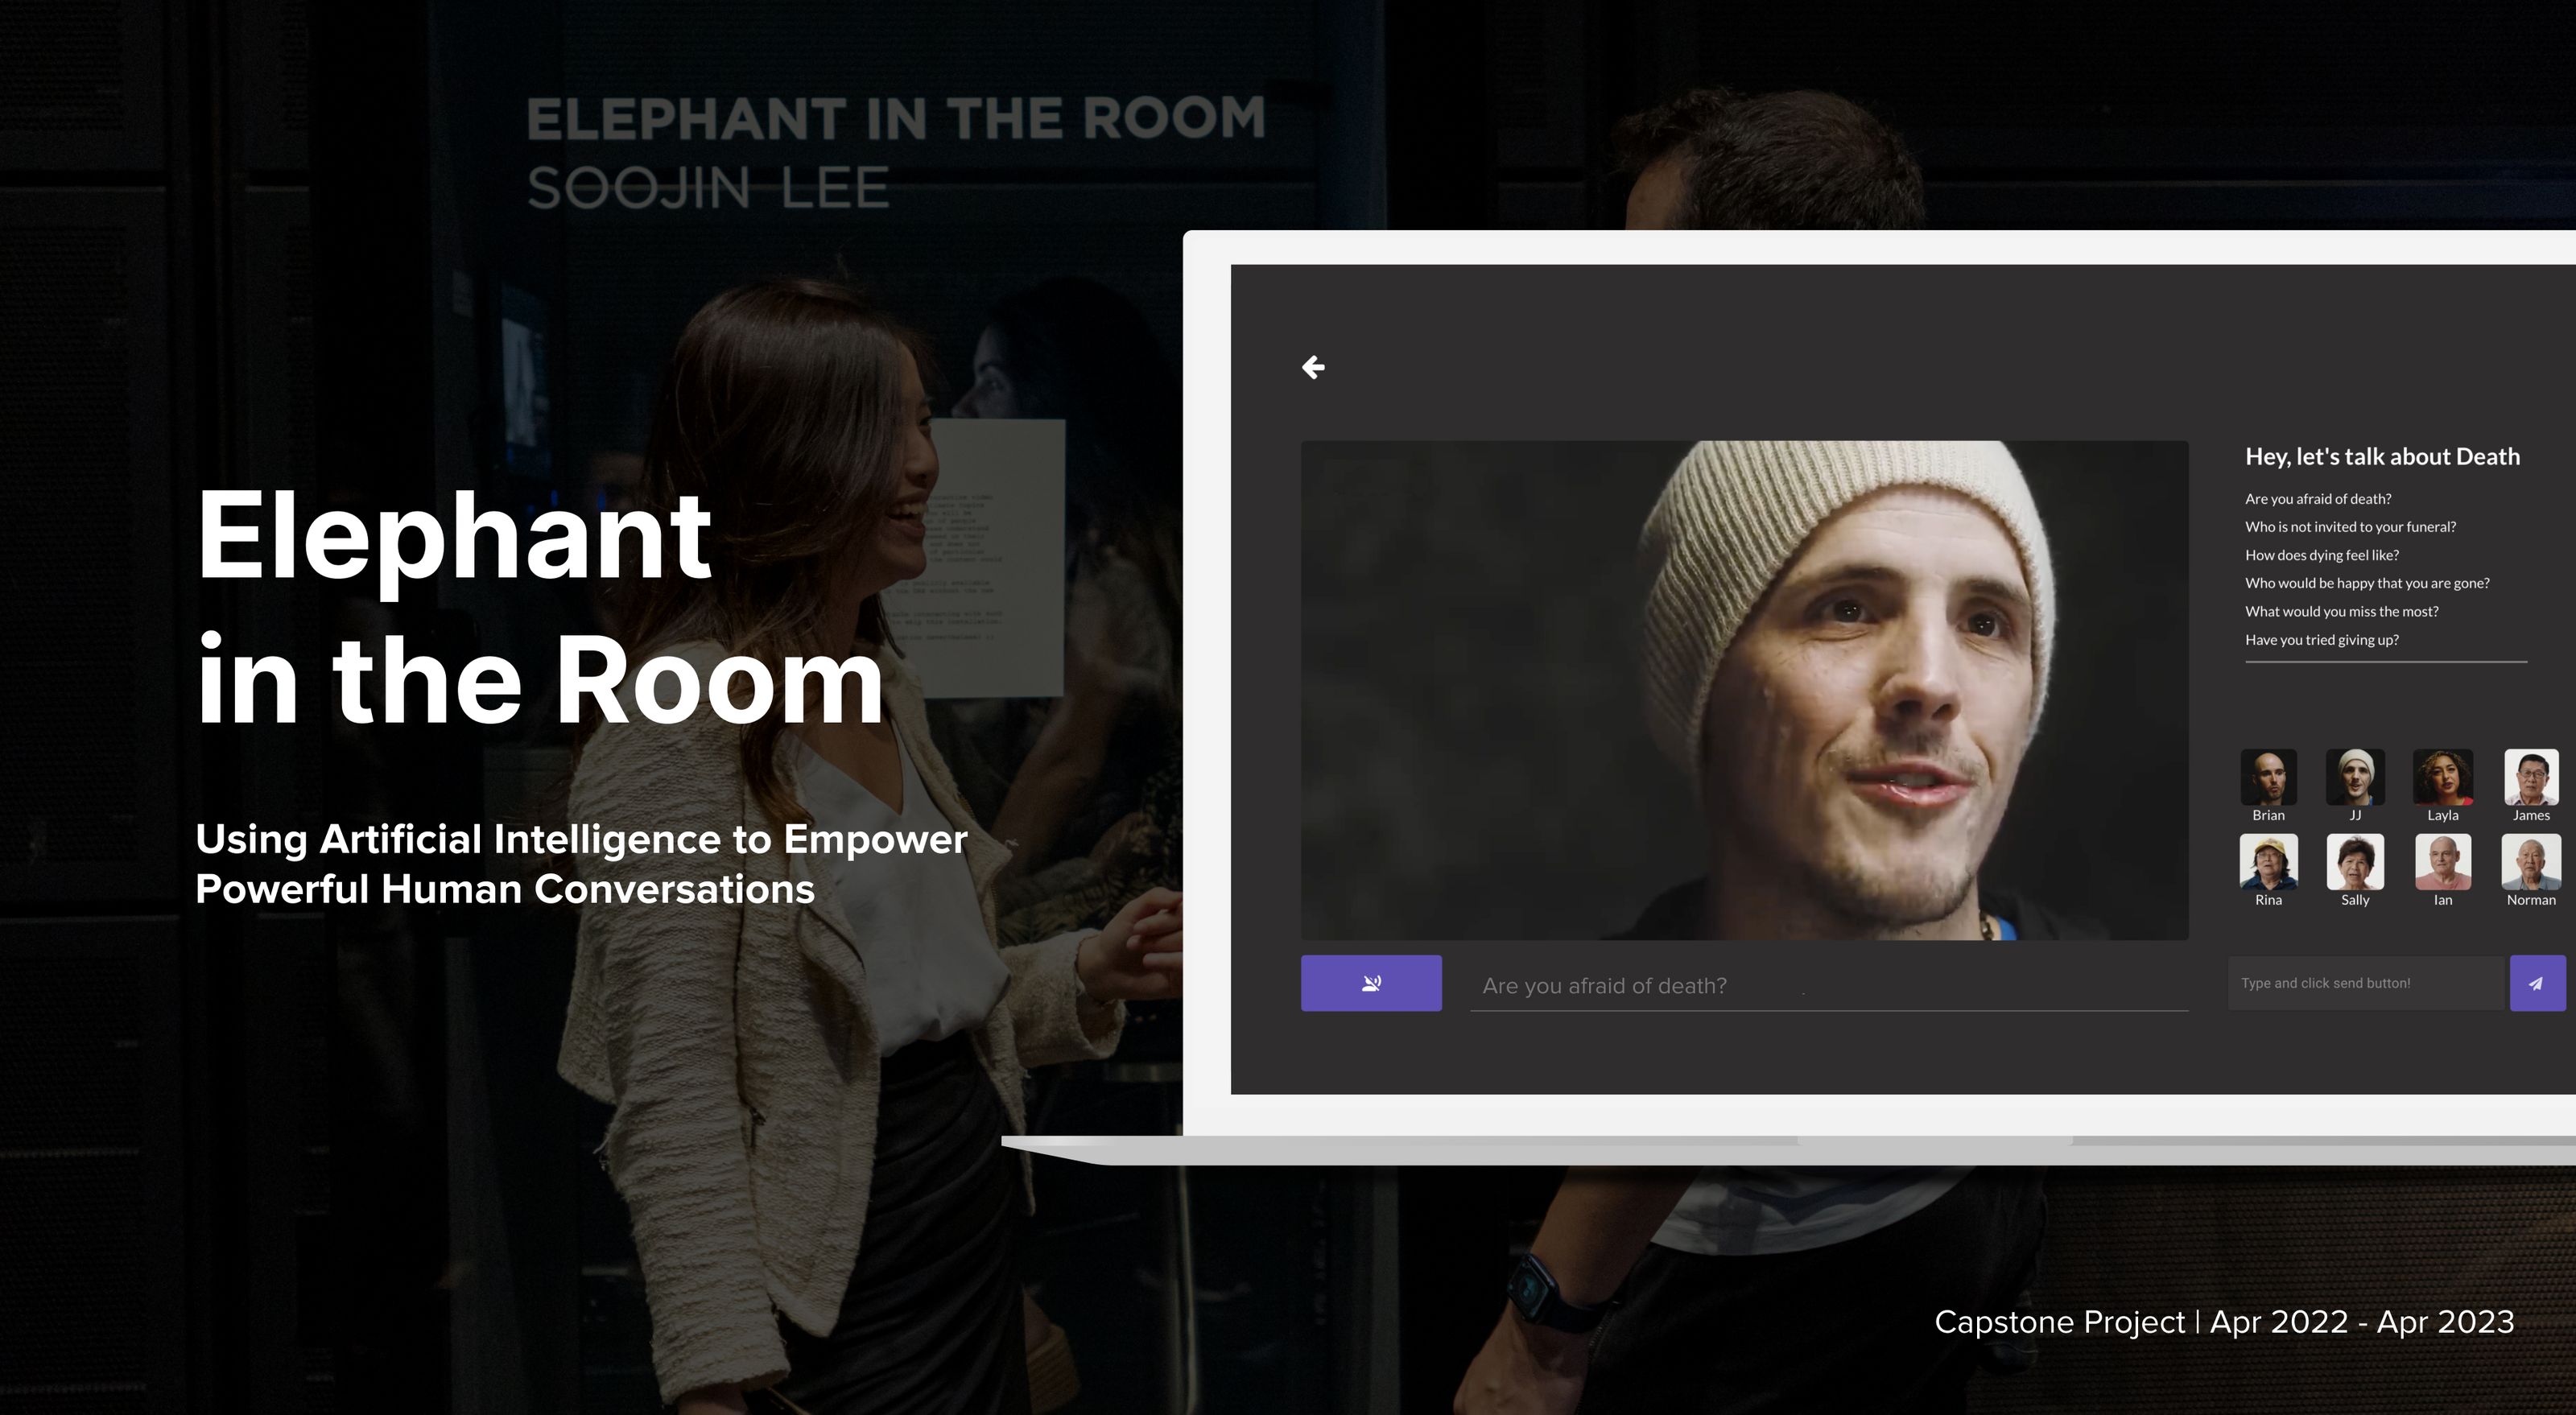 ELEPHANT IN THE ROOM
SOOJIN LEE
Elephant
in the Room
Using Artificial Intelligence to Empower
Powerful Human Conversations
Hey, let's talk about Death
Are you afraid of death?
Who is not invited to your funeral?
How does dying feel like?
Who would be happy that you are gone?
What would you miss the most?
Have you tried giving up?
Brian JJ Layla James
Rina Sally Ian Norman
Are you afraid of death?
Type and click send button!
Capstone Project | Apr 2022 - Apr 2023